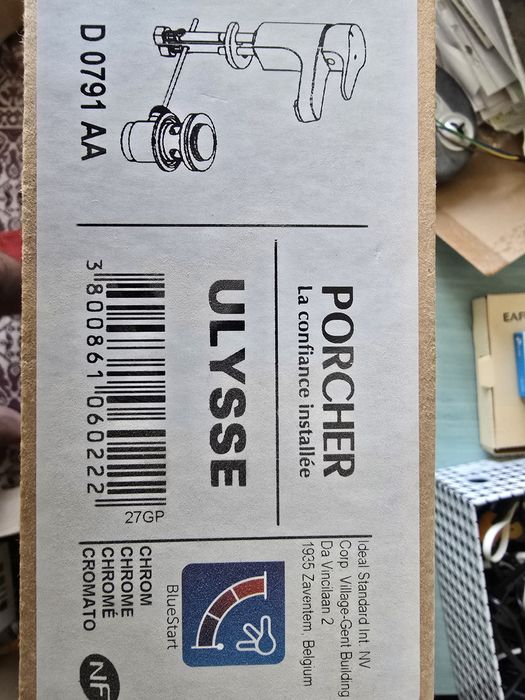 D 0791 AA
PORCHER
La confiance installée
ULYSSE
3 800861 060222
27GP
Ideal Standard Int. NV
Corp. Village-Gent Building
Da Vincilaan 2
1935 Zaventem, Belgium
BlueStart
CHROM
CHROME
CHROMÉ
CROMATO
NF